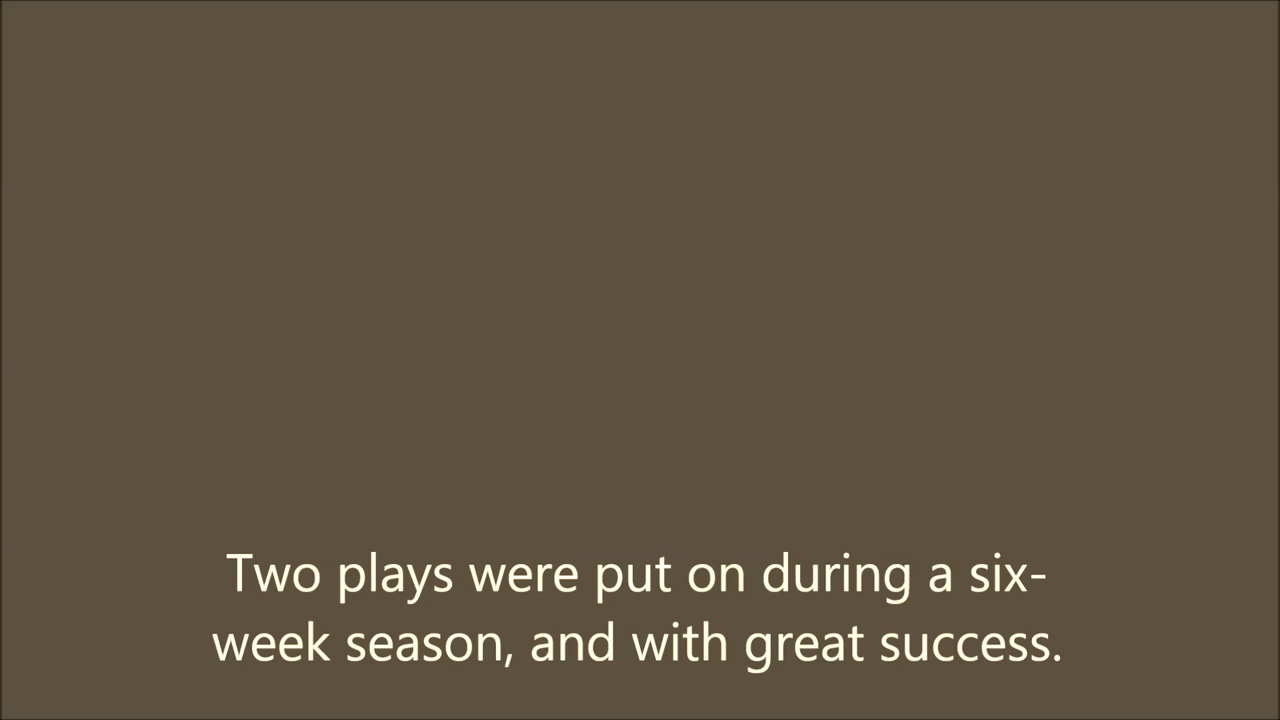 Two plays were put on during a six-
week season, and with great success.